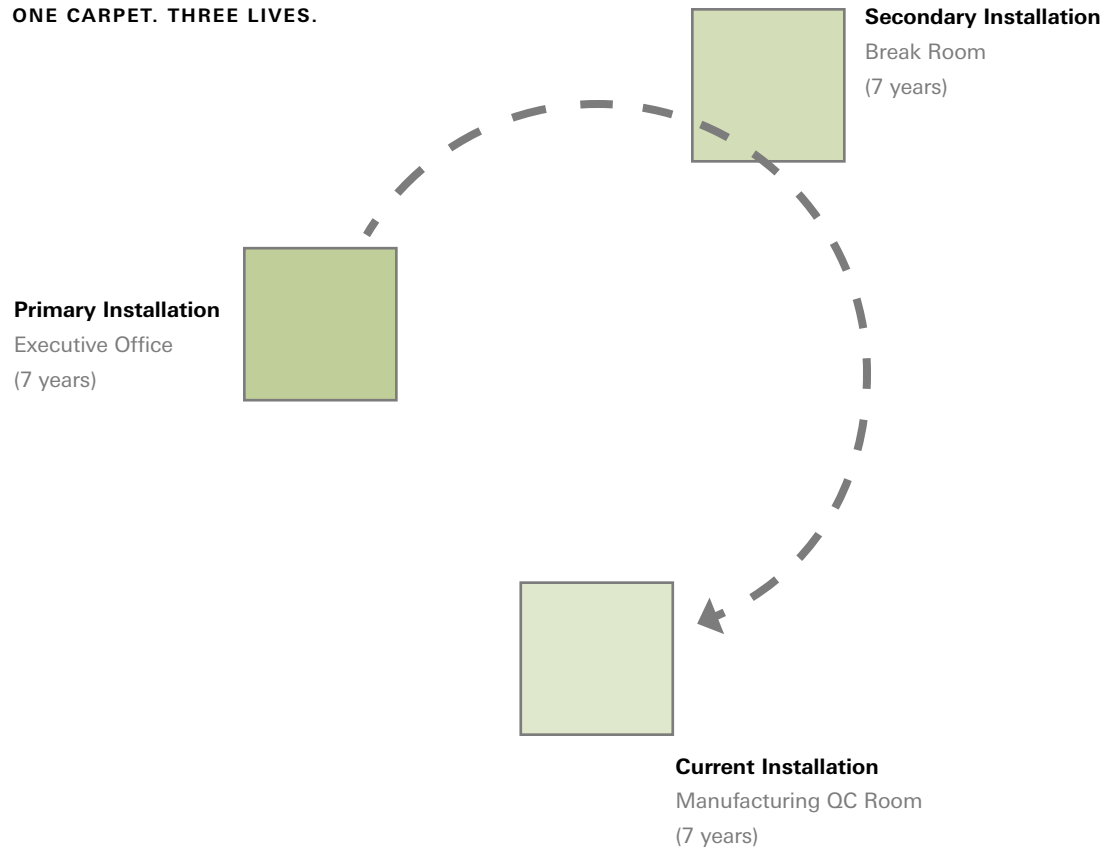 ONE CARPET. THREE LIVES.
Secondary Installation
Break Room
(7 years)
Primary Installation
Executive Office
(7 years)
Current Installation
Manufacturing QC Room
(7 years)